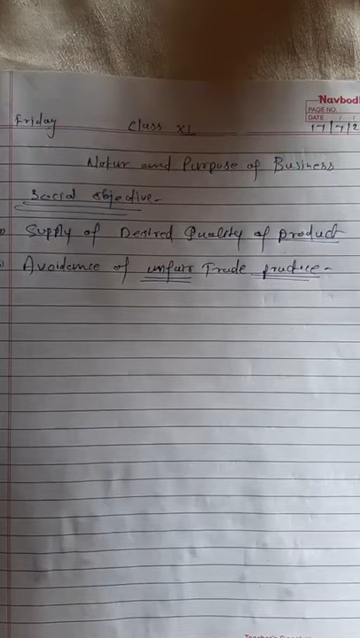 Navbod
PAGE NO.
DATE / /
Friday Class XI 17/7/2
Natur and Purpose of Business
Social Objective-
Supply of Desired Quality of product
Avoidance of unfair Trade practice-